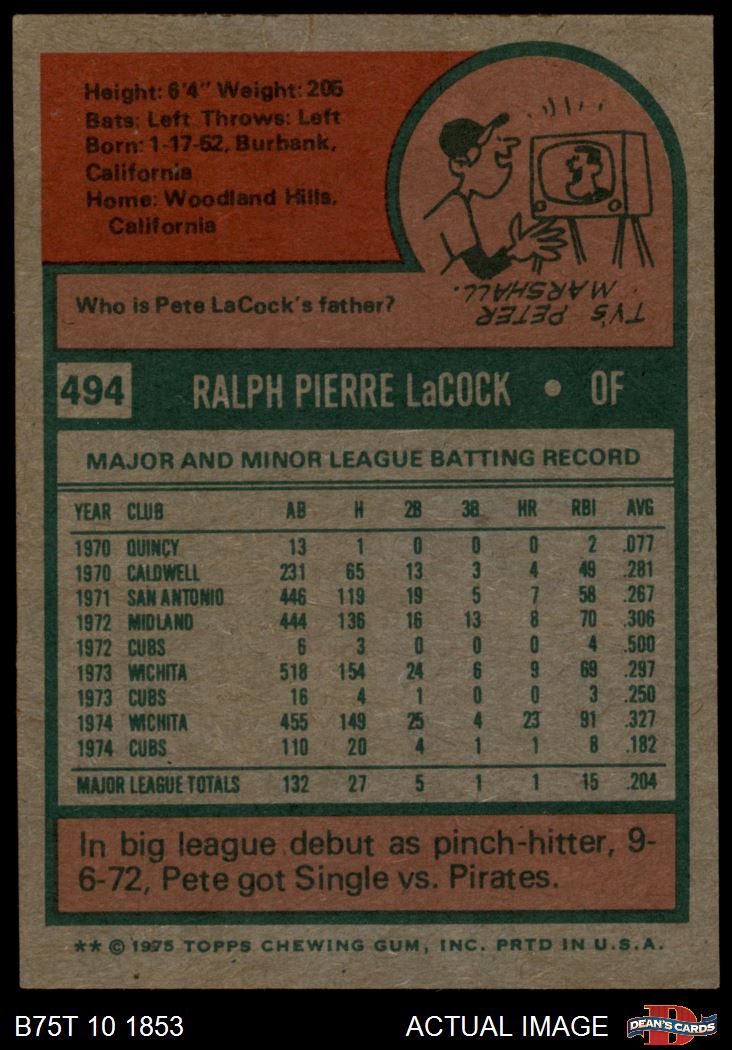 Height: 6'4" Weight: 205
Bats: Left Throws: Left
Born: 1-17-52, Burbank,
California
Home: Woodland Hills,
California
Who is Pete LaCock's father?
TV'S PETER
MARSHALL.
494 RALPH PIERRE LaCOCK • OF
MAJOR AND MINOR LEAGUE BATTING RECORD
YEAR CLUB AB H 2B 3B HR RBI AVG
1970 QUINCY 13 1 0 0 0 2 .077
1970 CALDWELL 231 65 13 3 4 49 .281
1971 SAN ANTONIO 446 119 19 5 7 58 .267
1972 MIDLAND 444 136 16 13 8 70 .306
1972 CUBS 6 3 0 0 0 4 .500
1973 WICHITA 518 154 24 6 9 69 .297
1973 CUBS 16 4 1 0 0 3 .250
1974 WICHITA 455 149 25 4 23 91 .327
1974 CUBS 110 20 4 1 1 8 .182
MAJOR LEAGUE TOTALS 132 27 5 1 1 15 .204
In big league debut as pinch-hitter, 9-
6-72, Pete got Single vs. Pirates.
** © 1975 TOPPS CHEWING GUM, INC. PRTD IN U.S.A.
B75T 10 1853 ACTUAL IMAGE D DEAN'S CARDS